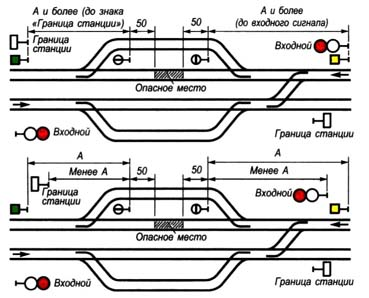 А и более (до знака
«Граница станции»)
50
50
А и более
(до входного сигнала)
Граница
станции
Входной
Опасное место
Входной
Граница станции
А
А
Менее А
50
50
Менее А
Граница
станции
Входной
Опасное место
Входной
Граница станции